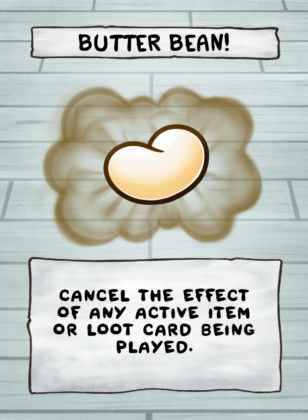 BUTTER BEAN!
CANCEL THE EFFECT
OF ANY ACTIVE ITEM
OR LOOT CARD BEING
PLAYED.